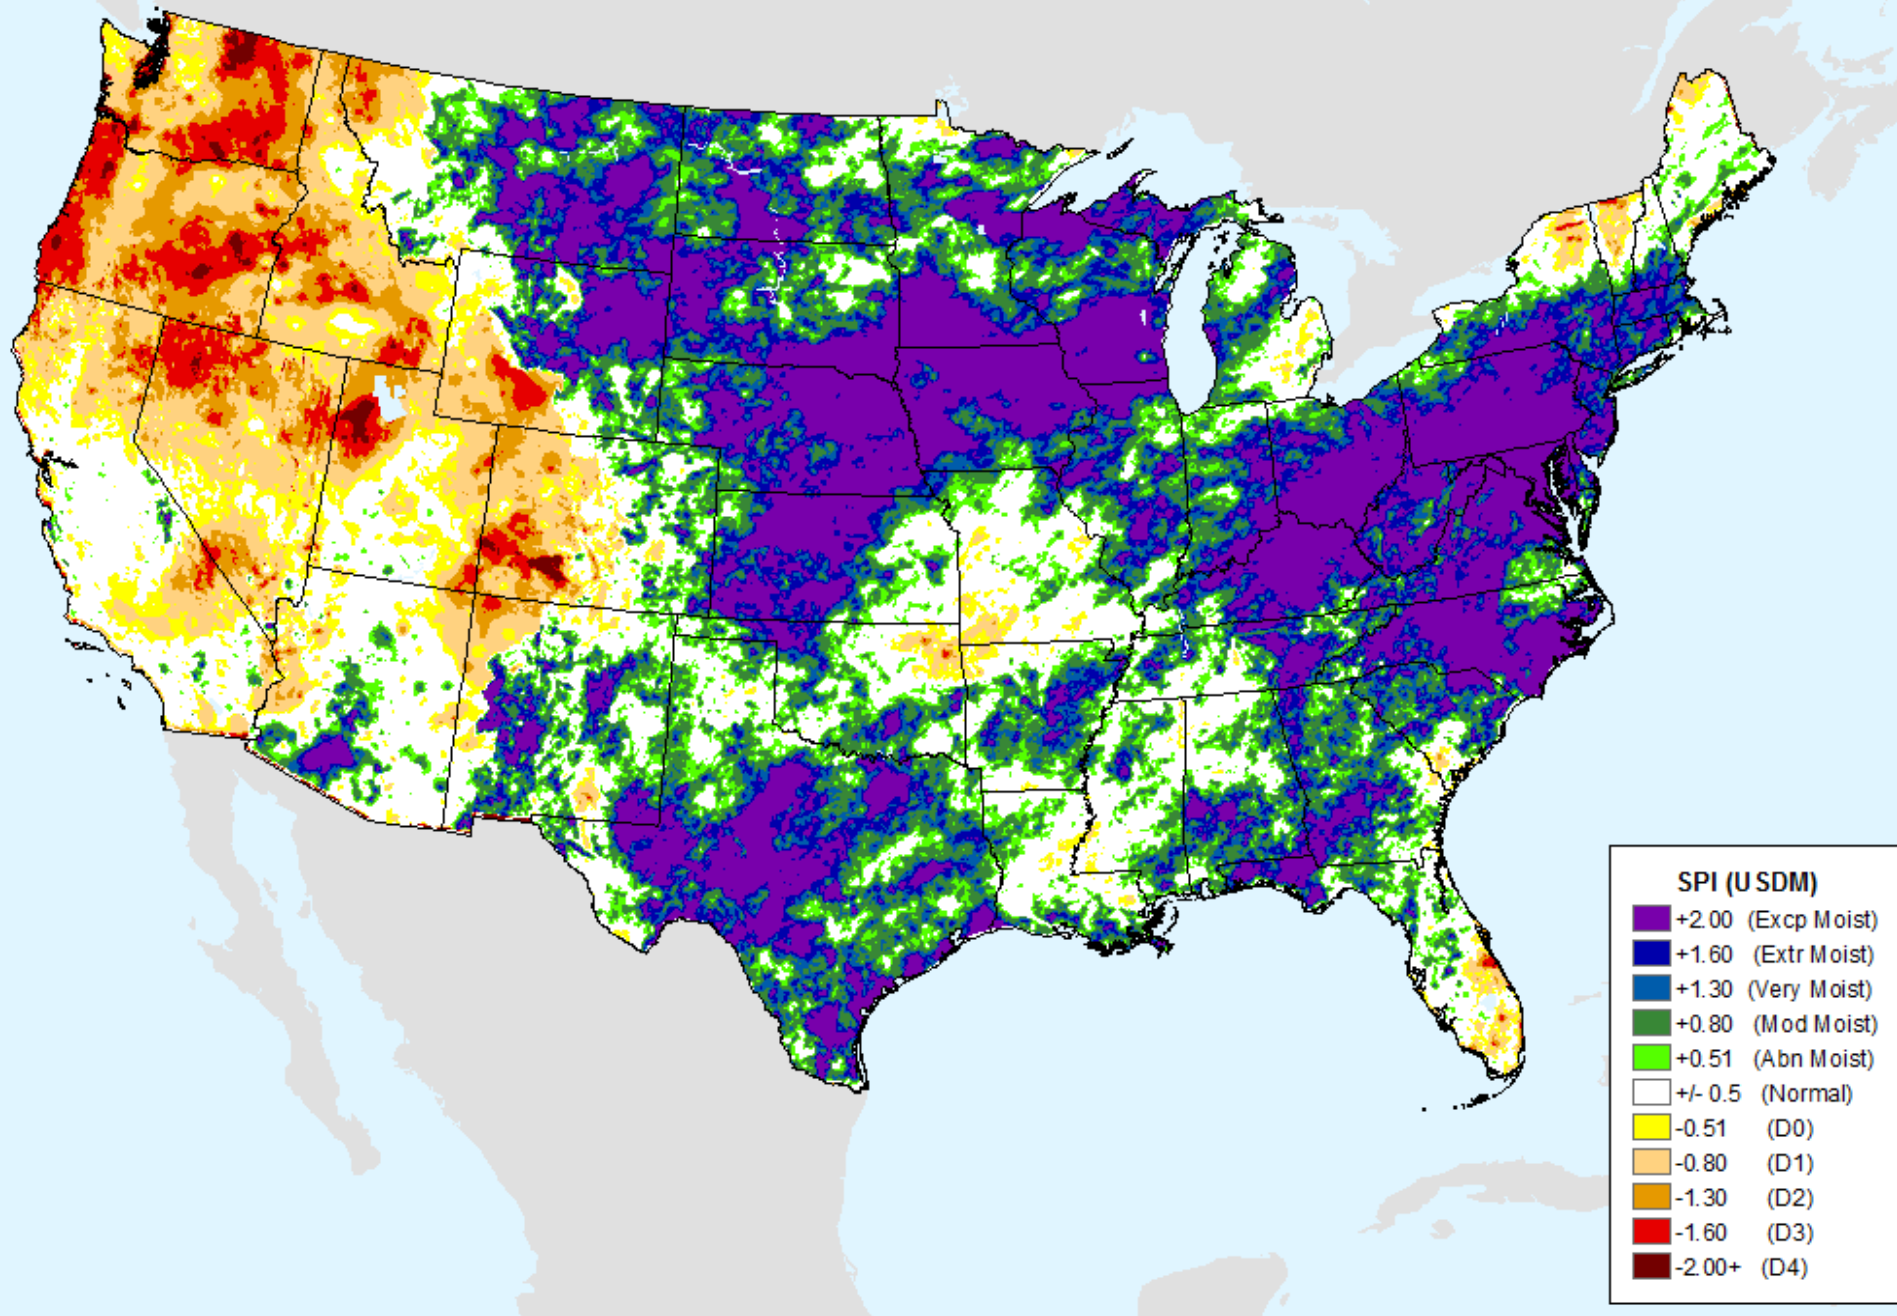 SPI (USDM)
+2.00 (Excp Moist)
+1.60 (Extr Moist)
+1.30 (Very Moist)
+0.80 (Mod Moist)
+0.51 (Abn Moist)
+/- 0.5 (Normal)
-0.51 (D0)
-0.80 (D1)
-1.30 (D2)
-1.60 (D3)
-2.00+ (D4)